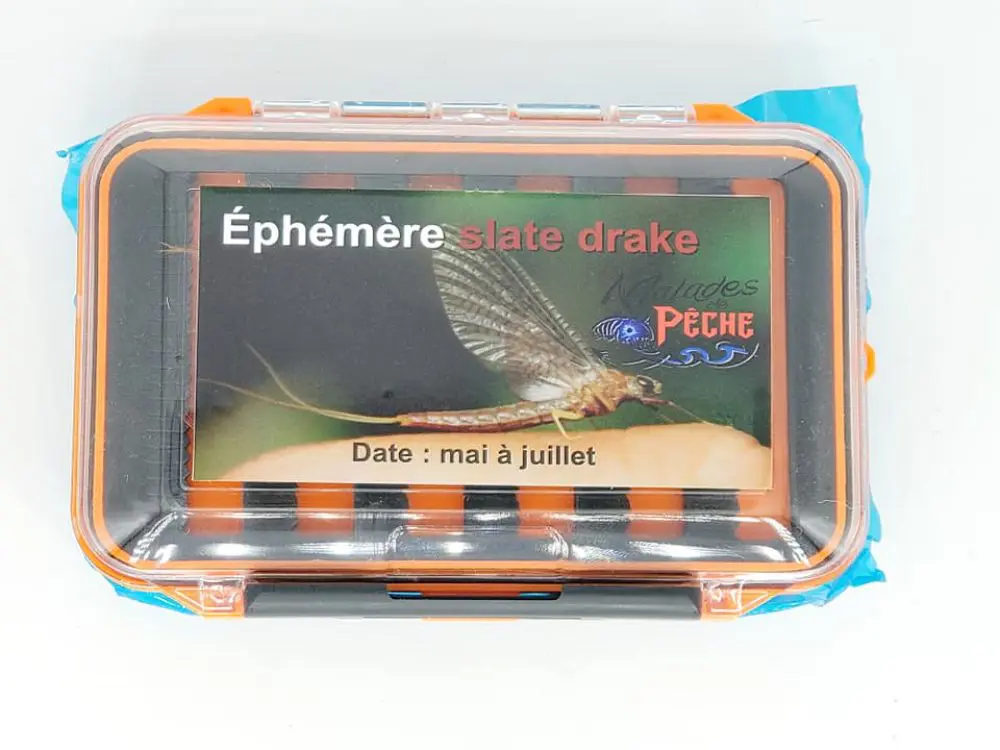 Éphémère slate drake
Malades
de
PÊCHE
Date : mai à juillet